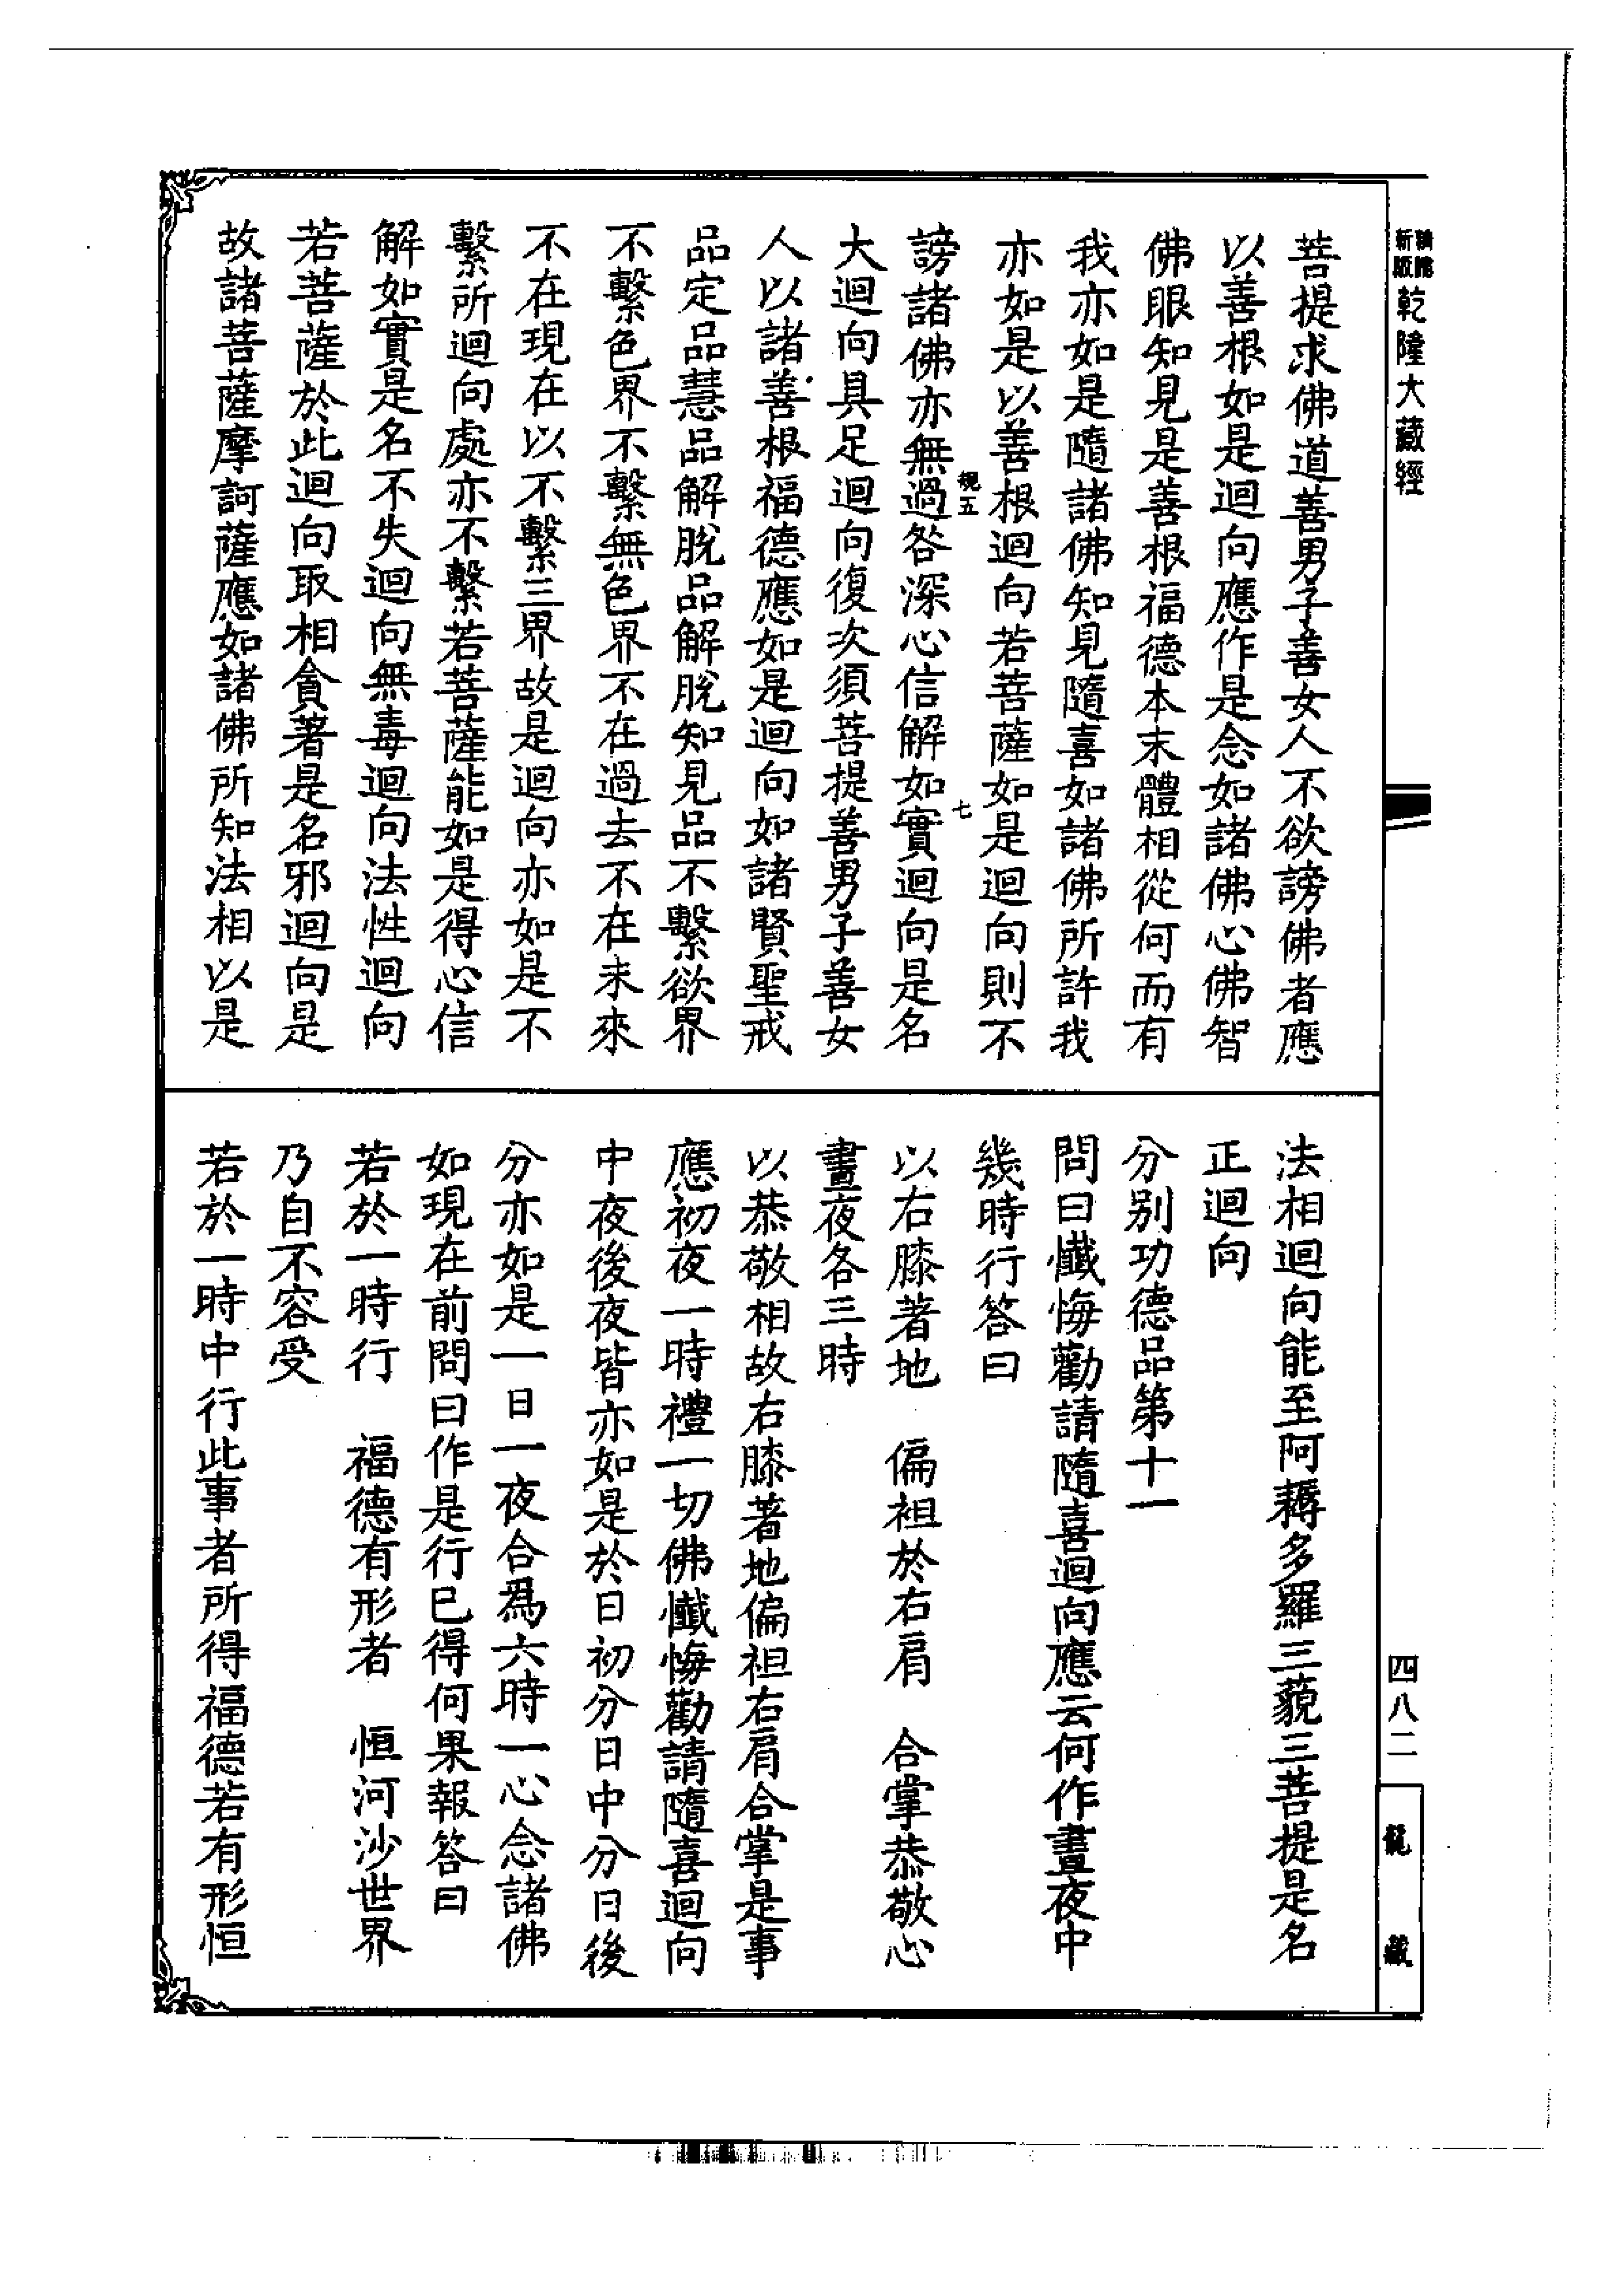 新版
乾隆大藏經
菩提求佛道善男子善女人不欲謗佛者應
以善根如是迴向應作是念如諸佛心佛智
佛眼知見是善根福德本末體相從何而有
我亦如是隨諸佛知見隨喜如諸佛所許我
亦如是以善根迴向若菩薩如是迴向則不
謗諸佛亦無過咎深心信解如實迴向是名
大迴向具足迴向復次須菩提善男子善女
人以諸善根福德應如是迴向如諸賢聖戒
品定品慧品解脫品解脫知見品不繫欲界
不繫色界不繫無色界不在過去不在未來
不在現在以不繫三界故是迴向亦如是不
繫所迴向處亦不繫若菩薩能如是得心信
解如實是名不失迴向無毒迴向法性迴向
若菩薩於此迴向取相貪著是名邪迴向是
故諸菩薩摩訶薩應如諸佛所知法相以是
法相迴向能至阿耨多羅三藐三菩提是名
正迴向
分別功德品第十一
問曰懺悔勸請隨喜迴向應云何作晝夜中
幾時行答曰
以右膝著地　偏袒於右肩　合掌恭敬心
晝夜各三時
以恭敬相故右膝著地偏袒右肩合掌是事
應初夜一時禮一切佛懺悔勸請隨喜迴向
中夜後夜皆亦如是於日初分日中分日後
分亦如是一日一夜合為六時一心念諸佛
如現在前問曰作是行已得何果報答曰
若於一時行　福德有形者　恒河沙世界
乃自不容受
若於一時中行此事者所得福德若有形恒
七
四八二
龍藏